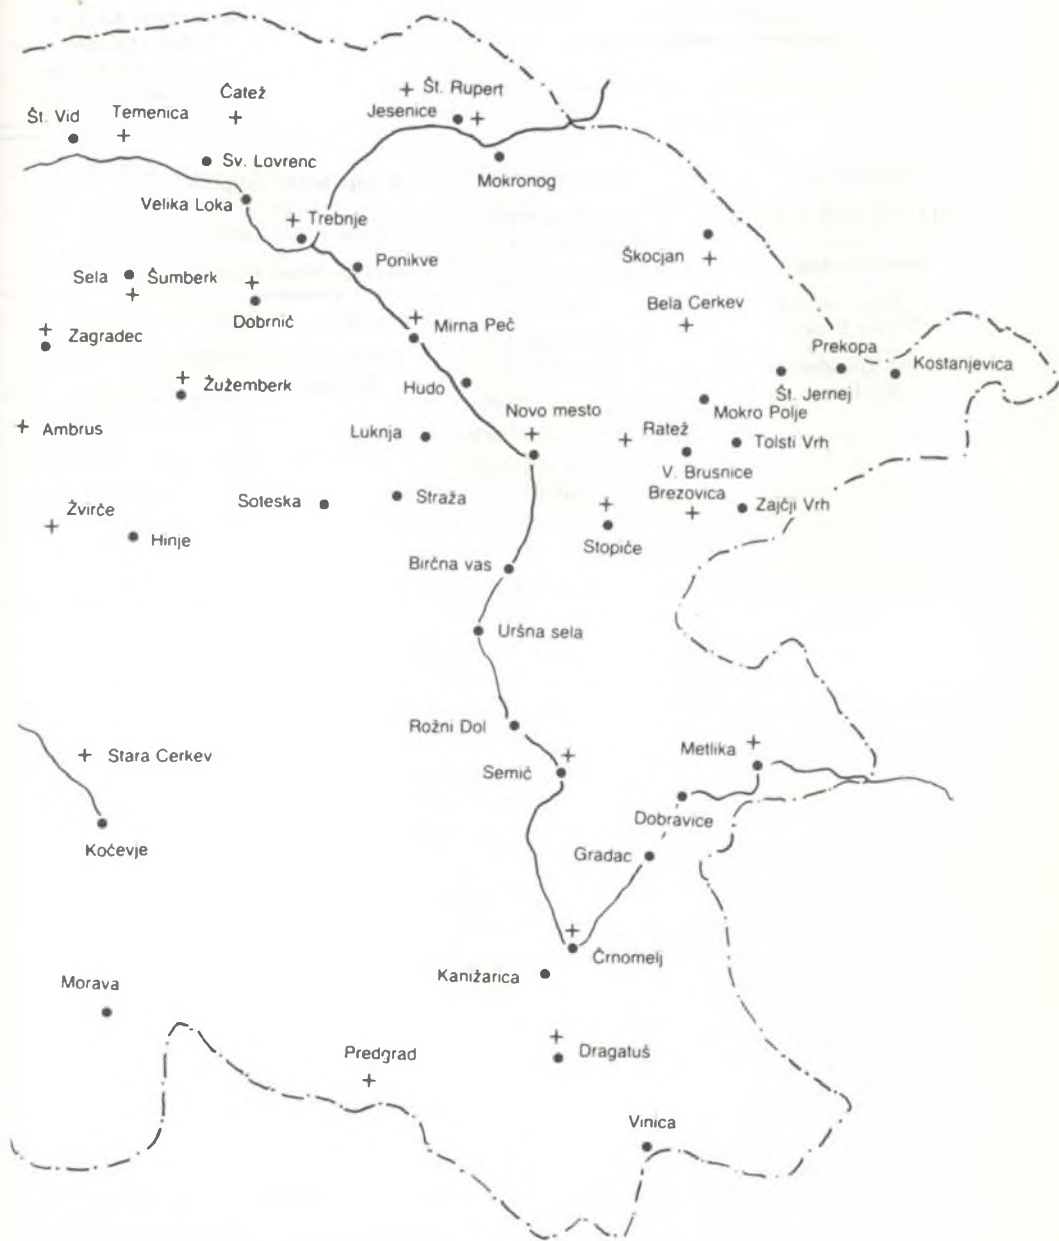 Čatež
Št. Rupert
Jesenice
Št. Vid
Temenica
Sv. Lovrenc
Mokronog
Velika Loka
Trebnje
Škocjan
Ponikve
Sela
Šumberk
Bela Cerkev
Dobrnič
Mirna Peč
Zagradec
Prekopa
Kostanjevica
Žužemberk
Hudo
Št. Jernej
Novo mesto
Mokro Polje
Ambrus
Luknja
Ratež
Tolsti Vrh
V. Brusnice
Brezovica
Žvirče
Soteska
Straža
Zajčji Vrh
Hinje
Stopiče
Birčna vas
Uršna sela
Rožni Dol
Stara Cerkev
Metlika
Semič
Dobravice
Kočevje
Gradac
Črnomelj
Kanižarica
Morava
Predgrad
Dragatuš
Vinica